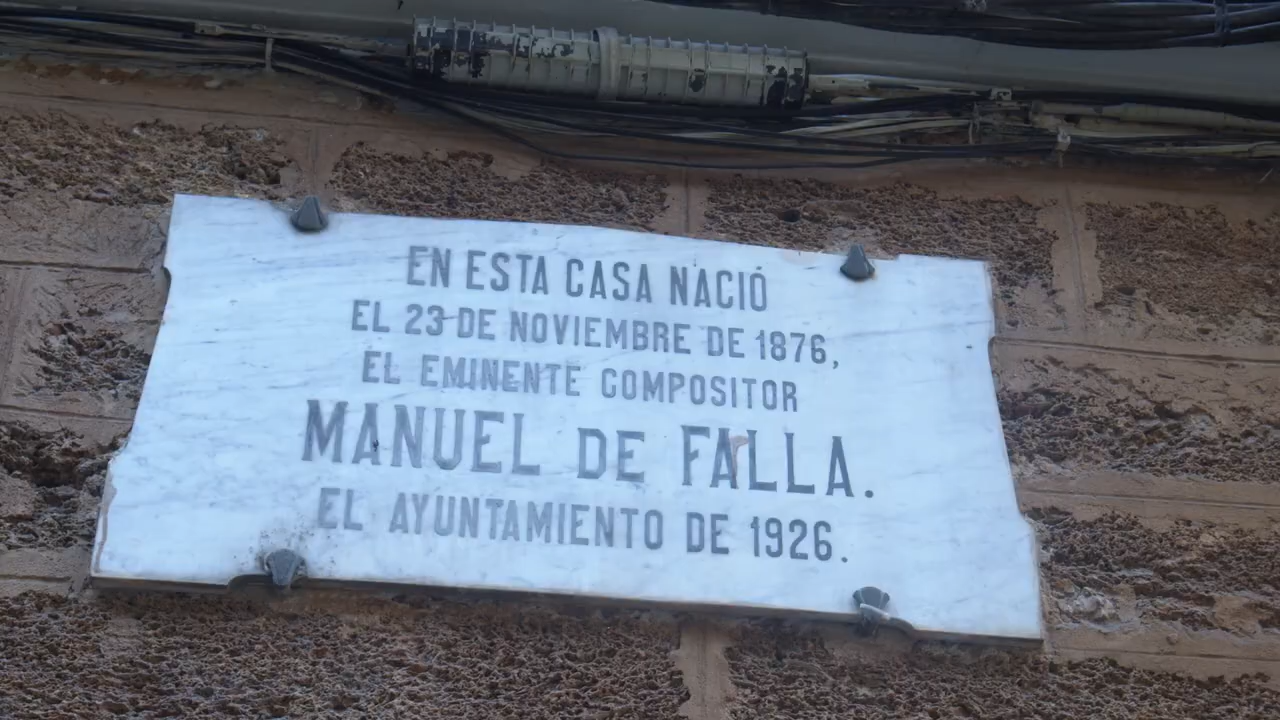 EN ESTA CASA NACIÓ
EL 23 DE NOVIEMBRE DE 1876,
EL EMINENTE COMPOSITOR
MANUEL DE FALLA.
EL AYUNTAMIENTO DE 1926.